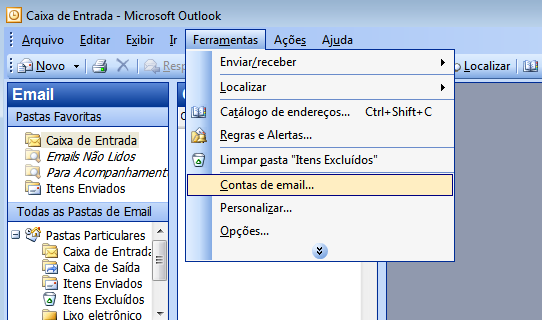 Caixa de Entrada - Microsoft Outlook
Arquivo Editar Exibir Ir Ferramentas Ações Ajuda
Novo Resp Localizar
Enviar/receber
Localizar
Catálogo de endereços... Ctrl+Shift+C
Regras e Alertas...
Limpar pasta "Itens Excluídos"
Contas de email...
Personalizar...
Opções...
Email
Pastas Favoritas
Caixa de Entrada
Emails Não Lidos
Para Acompanhament
Itens Enviados
Todas as Pastas de Email
Pastas Particulares
Caixa de Entrada
Caixa de Saída
Itens Enviados
Itens Excluídos
Lixo eletrônico